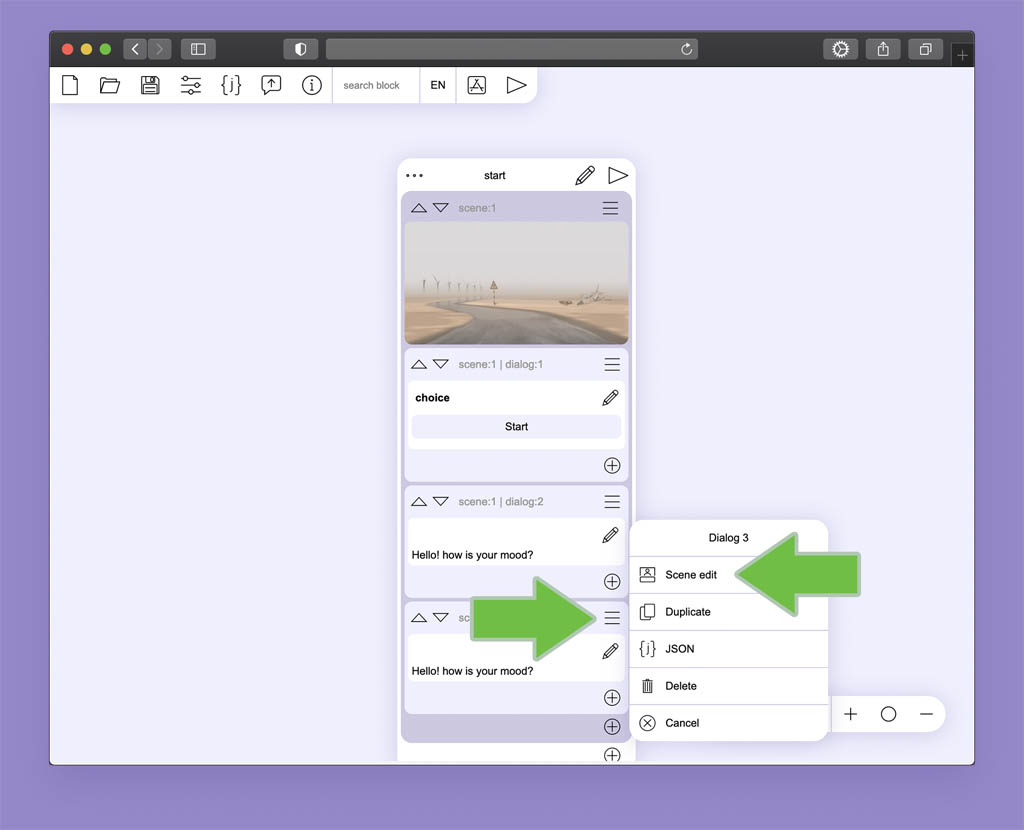 search block
EN
start
scene:1
scene:1 | dialog:1
choice
Start
scene:1 | dialog:2
Hello! how is your mood?
sc
Hello! how is your mood?
Dialog 3
Scene edit
Duplicate
{j} JSON
Delete
Cancel